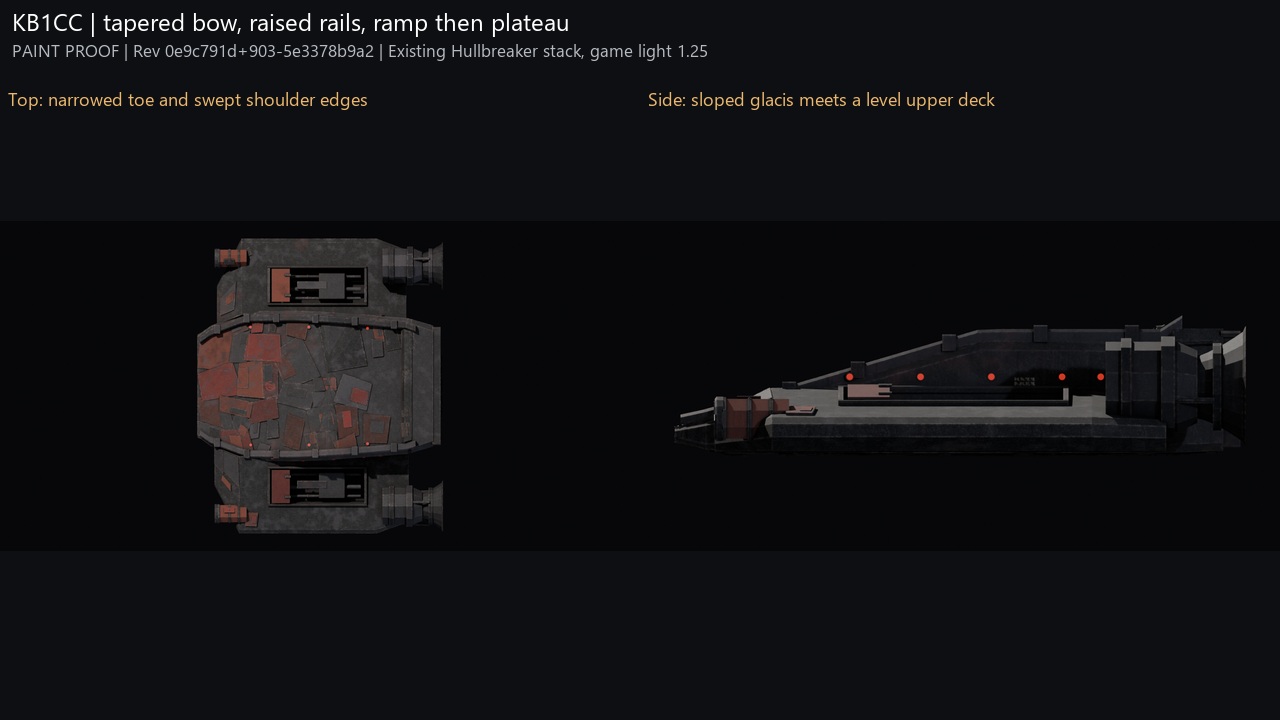 KB1CC | tapered bow, raised rails, ramp then plateau
PAINT PROOF | Rev 0e9c791d+903-5e3378b9a2 | Existing Hullbreaker stack, game light 1.25
Top: narrowed toe and swept shoulder edges
Side: sloped glacis meets a level upper deck